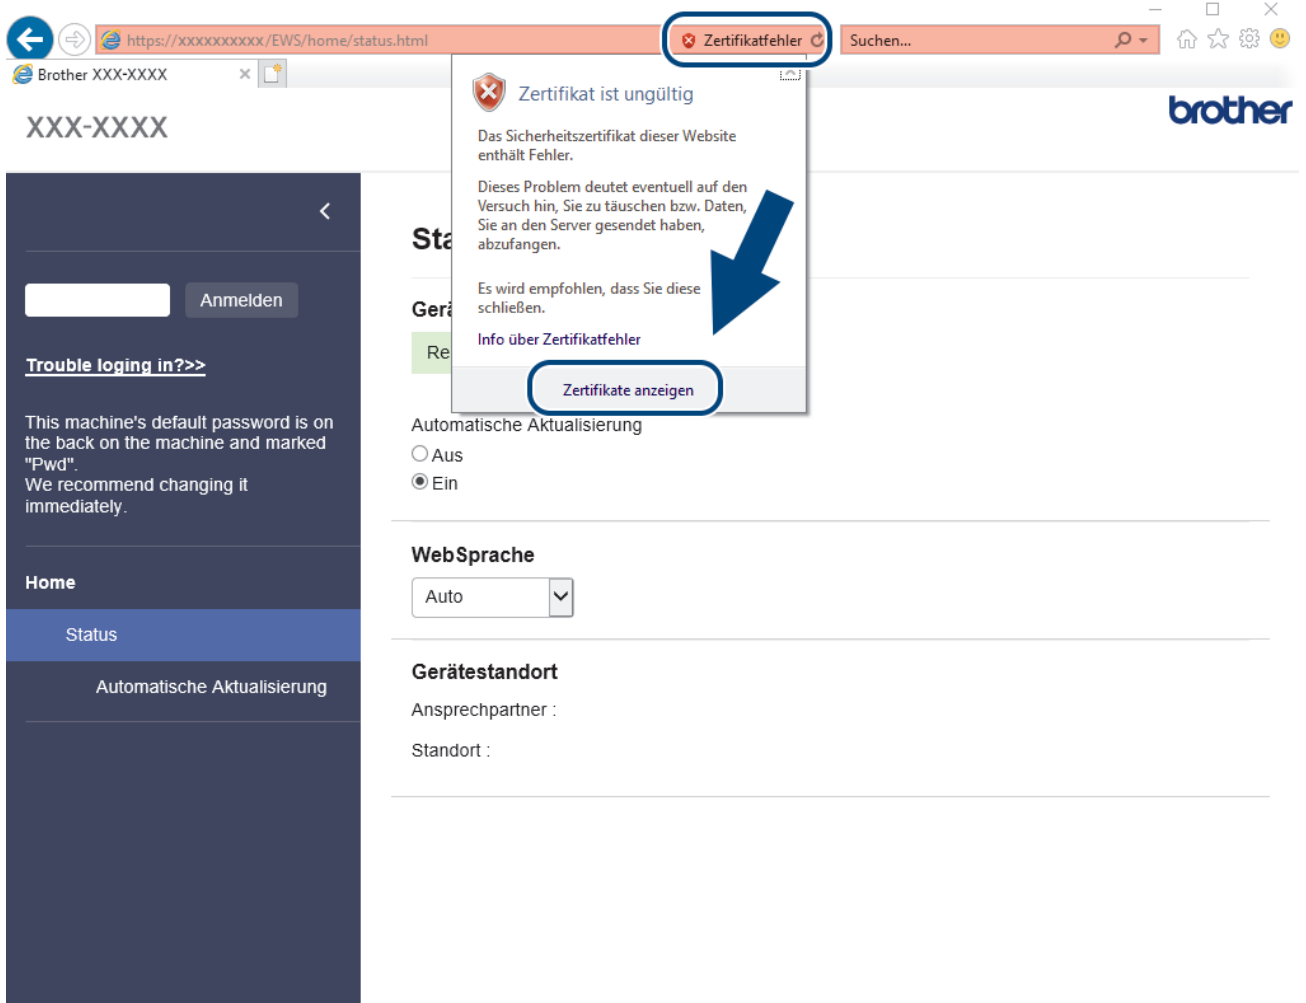 https://xxxxxxxxxx/EWS/home/status.html
Zertifikatfehler
Suchen...
Brother XXX-XXXX
XXX-XXXX
brother
Zertifikat ist ungültig
Das Sicherheitszertifikat dieser Website
enthält Fehler.
Dieses Problem deutet eventuell auf den
Versuch hin, Sie zu täuschen bzw. Daten,
Sie an den Server gesendet haben,
abzufangen.
Es wird empfohlen, dass Sie diese
schließen.
Info über Zertifikatfehler
Zertifikate anzeigen
Anmelden
Trouble loging in?>>
This machine's default password is on
the back on the machine and marked
"Pwd".
We recommend changing it
immediately.
Home
Status
Automatische Aktualisierung
Sta
Gerä
Re
Automatische Aktualisierung
Aus
Ein
WebSprache
Auto
Gerätestandort
Ansprechpartner :
Standort :